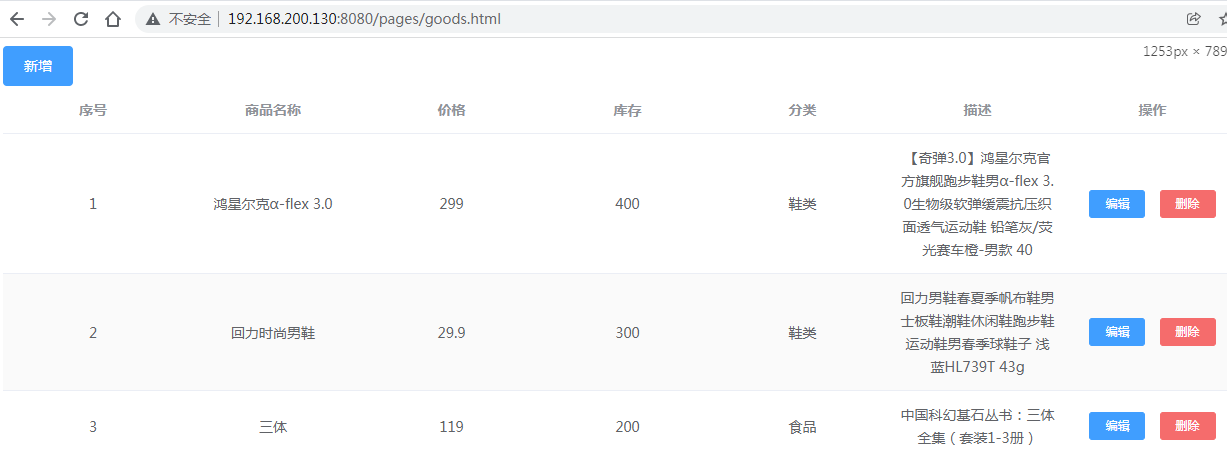 不安全 192.168.200.130:8080/pages/goods.html
1253px × 789
新增
序号 商品名称 价格 库存 分类 描述 操作
【奇弹3.0】鸿星尔克官
方旗舰跑步鞋男α-flex 3.
1 鸿星尔克α-flex 3.0 299 400 鞋类 0生物级软弹缓震抗压织 编辑 删除
面透气运动鞋 铅笔灰/荧
光赛车橙-男款 40
回力男鞋春夏季帆布鞋男
士板鞋潮鞋休闲鞋跑步鞋
2 回力时尚男鞋 29.9 300 鞋类 运动鞋男春季球鞋子 浅 编辑 删除
蓝HL739T 43g
3 三体 119 200 食品 中国科幻基石丛书：三体 编辑 删除
全集（套装1-3册）